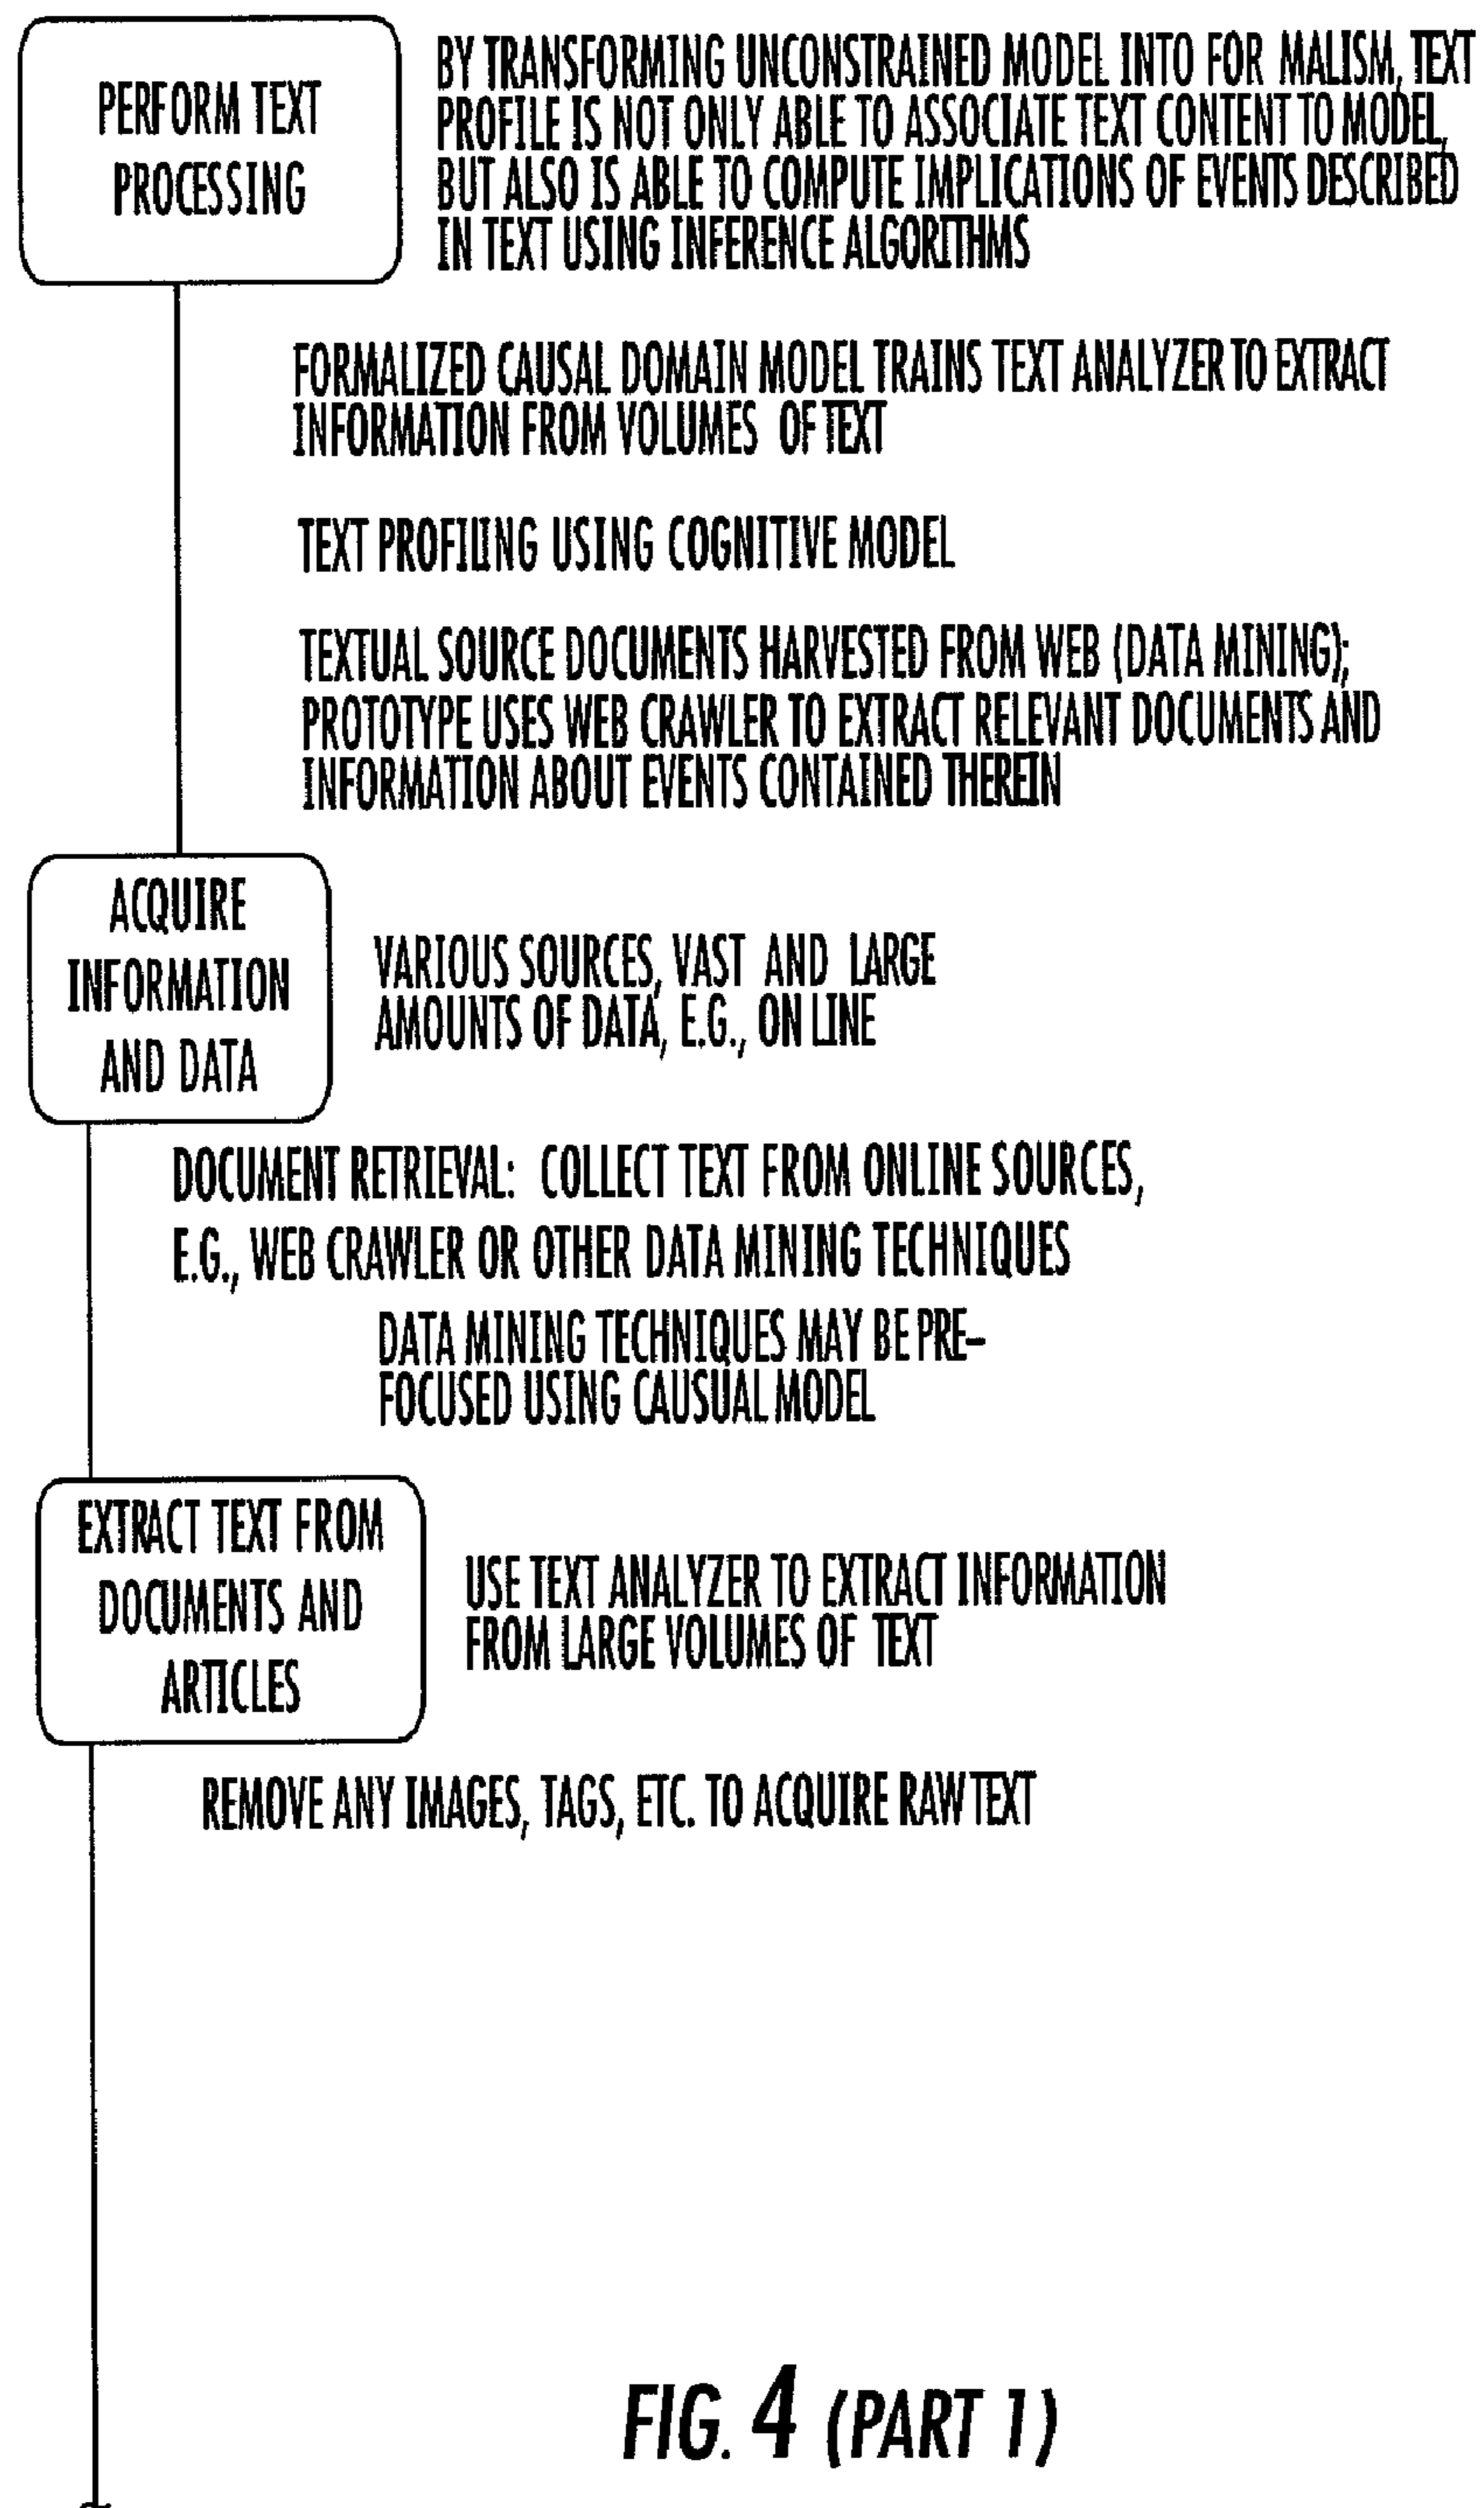 PERFORM TEXT
PROCESSING
BY TRANSFORMING UNCONSTRAINED MODEL INTO FOR MALISM, TEXT
PROFILE IS NOT ONLY ABLE TO ASSOCIATE TEXT CONTENT TO MODEL,
BUT ALSO IS ABLE TO COMPUTE IMPLICATIONS OF EVENTS DESCRIBED
IN TEXT USING INFERENCE ALGORITHMS
FORMALIZED CAUSAL DOMAIN MODEL TRAINS TEXT ANALYZER TO EXTRACT
INFORMATION FROM VOLUMES OF TEXT
TEXT PROFILING USING COGNITIVE MODEL
TEXTUAL SOURCE DOCUMENTS HARVESTED FROM WEB (DATA MINING);
PROTOTYPE USES WEB CRAWLER TO EXTRACT RELEVANT DOCUMENTS AND
INFORMATION ABOUT EVENTS CONTAINED THEREIN
ACQUIRE
INFORMATION
AND DATA
VARIOUS SOURCES, VAST AND LARGE
AMOUNTS OF DATA, E.G., ON LINE
DOCUMENT RETRIEVAL: COLLECT TEXT FROM ONLINE SOURCES,
E.G., WEB CRAWLER OR OTHER DATA MINING TECHNIQUES
DATA MINING TECHNIQUES MAY BE PRE-
FOCUSED USING CAUSUAL MODEL
EXTRACT TEXT FROM
DOCUMENTS AND
ARTICLES
USE TEXT ANALYZER TO EXTRACT INFORMATION
FROM LARGE VOLUMES OF TEXT
REMOVE ANY IMAGES, TAGS, ETC. TO ACQUIRE RAW TEXT
FIG. 4 (PART 1)